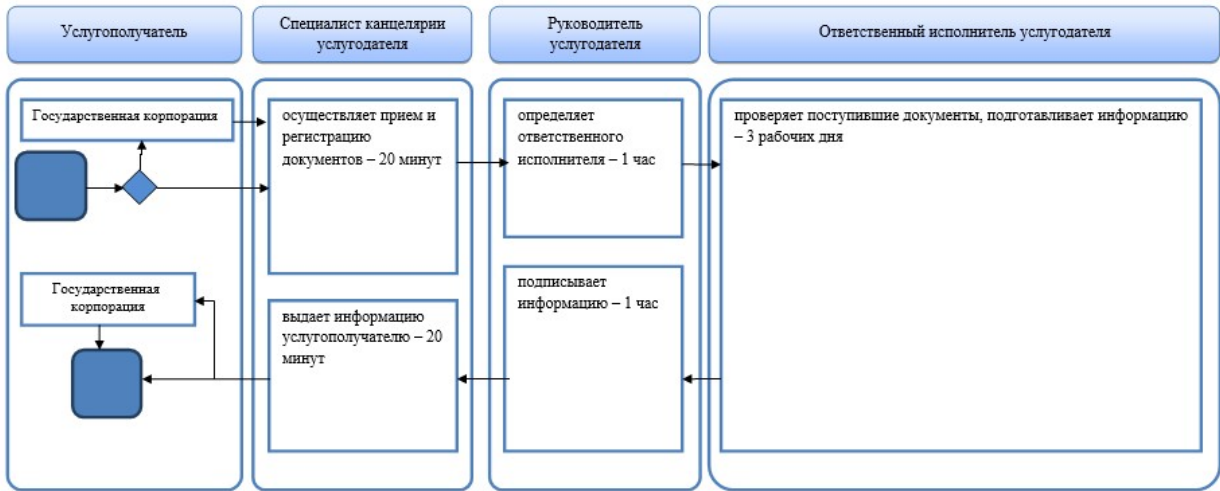 Услугополучатель
Специалист канцелярии
услугодателя
Руководитель
услугодателя
Ответственный исполнитель услугодателя
Государственная корпорация
осуществляет прием и
регистрацию
документов – 20 минут
определяет
ответственного
исполнителя – 1 час
проверяет поступившие документы, подготавливает информацию
– 3 рабочих дня
Государственная
корпорация
выдает информацию
услугополучателю – 20
минут
подписывает
информацию – 1 час